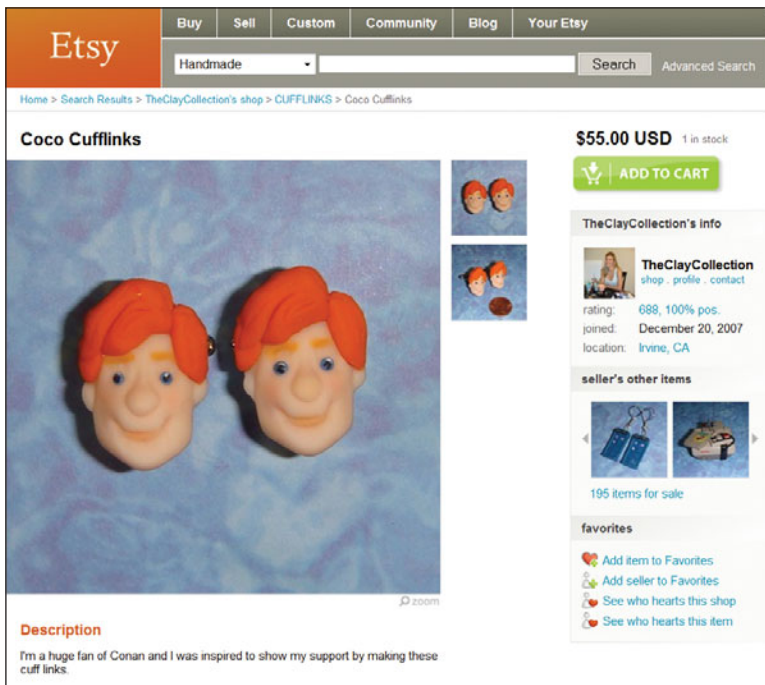 Etsy
Buy Sell Custom Community Blog Your Etsy
Handmade Search Advanced Search
Home > Search Results > TheClayCollection's shop > CUFFLINKS > Coco Cufflinks
Coco Cufflinks
$55.00 USD 1 in stock
ADD TO CART
TheClayCollection's info
TheClayCollection
shop . profile . contact
rating: 688, 100% pos.
joined: December 20, 2007
location: Irvine, CA
seller's other items
195 items for sale
favorites
Add item to Favorites
Add seller to Favorites
See who hearts this shop
See who hearts this item
zoom
Description
I'm a huge fan of Conan and I was inspired to show my support by making these
cuff links.